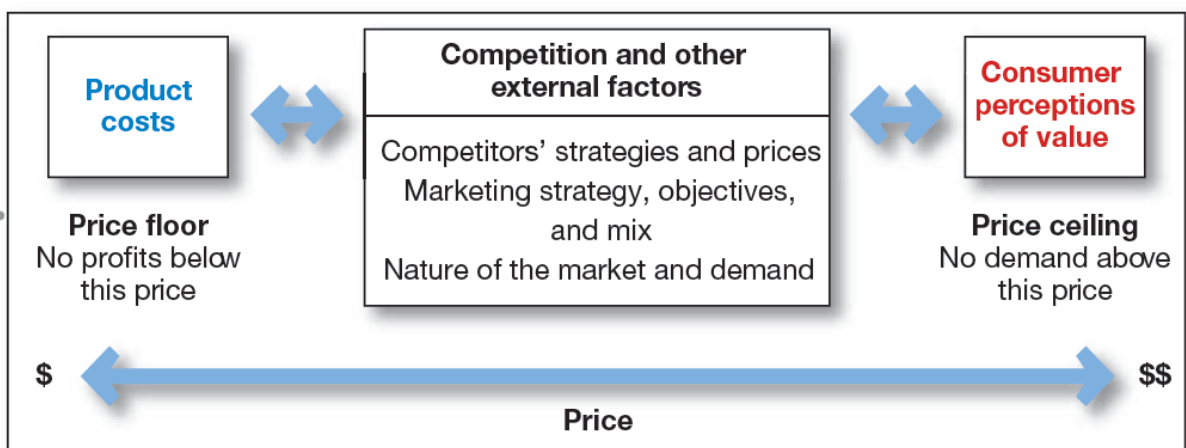 Product
costs
Price floor
No profits below
this price
Competition and other
external factors
Competitors’ strategies and prices
Marketing strategy, objectives,
and mix
Nature of the market and demand
Consumer
perceptions
of value
Price ceiling
No demand above
this price
$
$$
Price